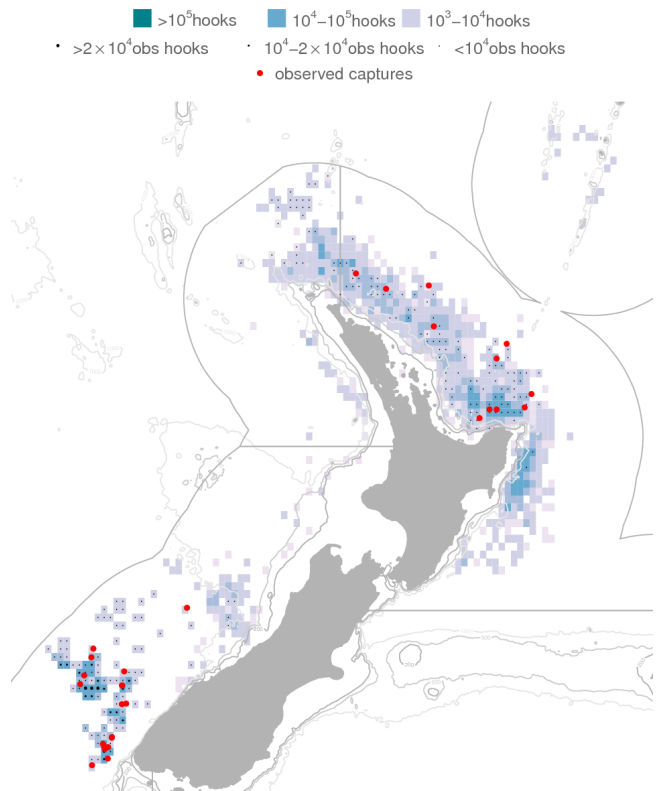 >10⁵hooks 10⁴–10⁵hooks 10³–10⁴hooks
>2 × 10⁴obs hooks 10⁴–2 × 10⁴obs hooks <10⁴obs hooks
observed captures